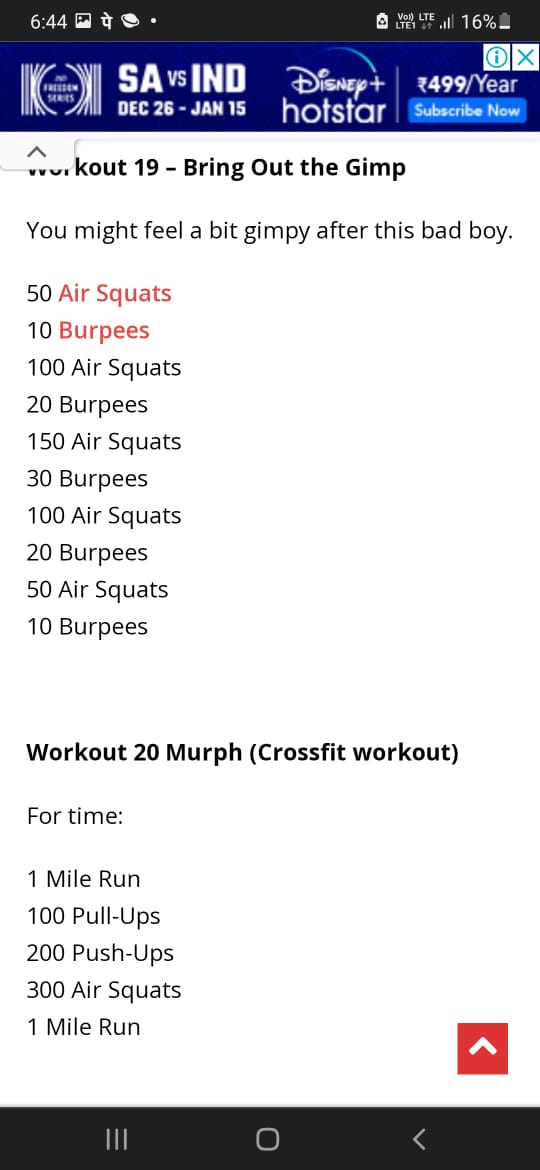 6:44 पे
Vo)) LTE
LTE1 16%
FREEDOM
SERIES
SA VS IND
DEC 26 - JAN 15
Disney+
hotstar
₹499/Year
Subscribe Now
Workout 19 – Bring Out the Gimp
You might feel a bit gimpy after this bad boy.
50 Air Squats
10 Burpees
100 Air Squats
20 Burpees
150 Air Squats
30 Burpees
100 Air Squats
20 Burpees
50 Air Squats
10 Burpees
Workout 20 Murph (Crossfit workout)
For time:
1 Mile Run
100 Pull-Ups
200 Push-Ups
300 Air Squats
1 Mile Run